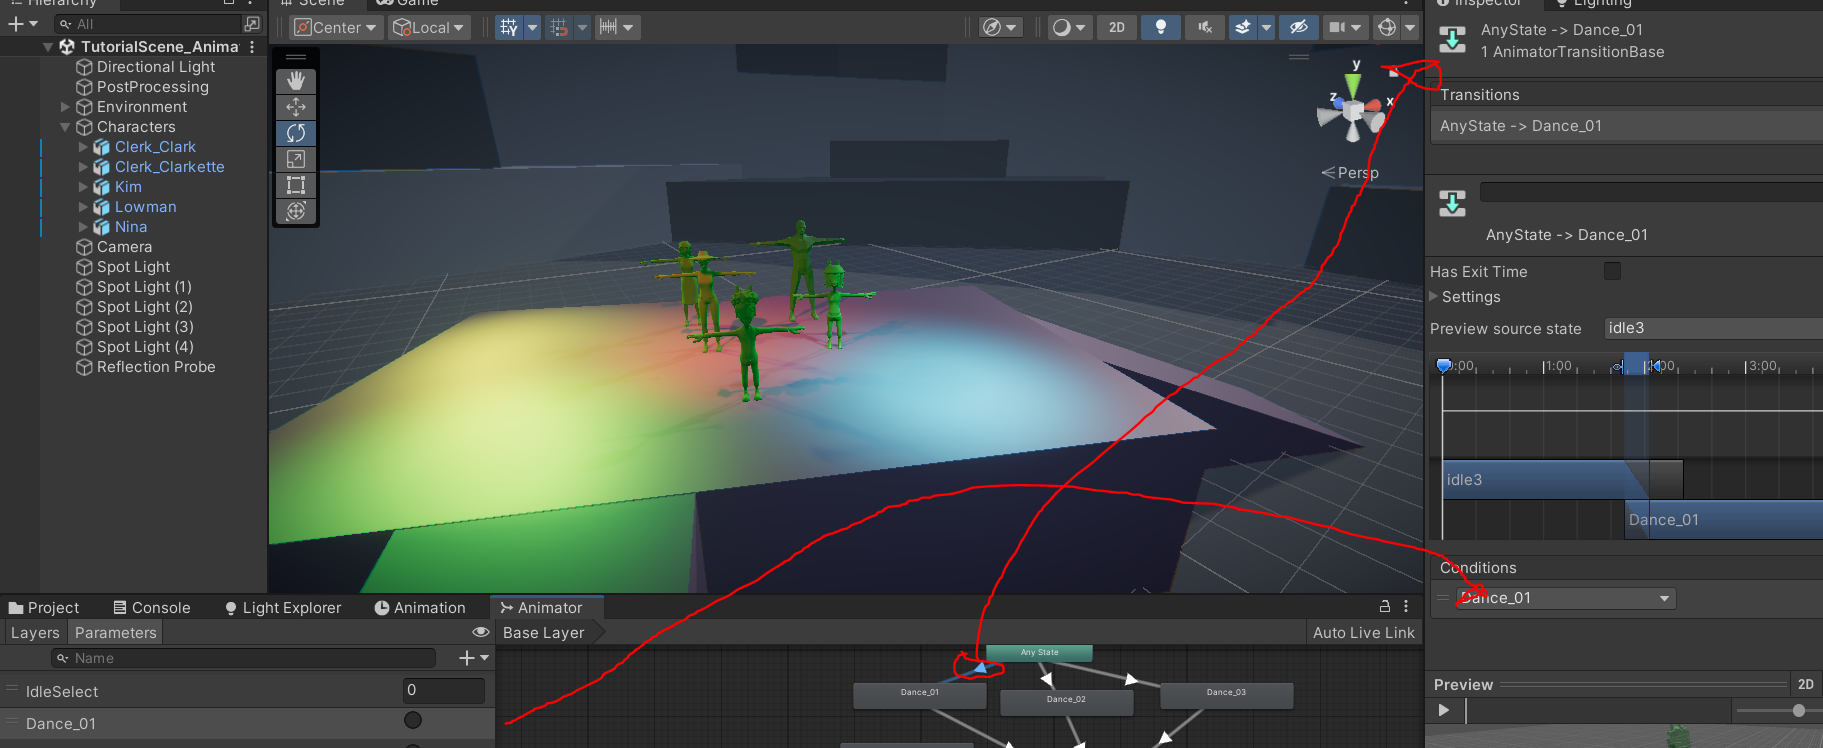 Hierarchy
Scene
Game
Inspector
Lighting
All
Center
Local
2D
AnyState -> Dance_01
1 AnimatorTransitionBase
TutorialScene_Anima
Directional Light
PostProcessing
Environment
Characters
Clerk_Clark
Clerk_Clarkette
Kim
Lowman
Nina
Camera
Spot Light
Spot Light (1)
Spot Light (2)
Spot Light (3)
Spot Light (4)
Reflection Probe
y
z
x
Persp
Transitions
AnyState -> Dance_01
AnyState -> Dance_01
Has Exit Time
Settings
Preview source state
idle3
0:00
1:00
2:00
3:00
idle3
Dance_01
Conditions
Dance_01
Project
Console
Light Explorer
Animation
Animator
Layers
Parameters
Base Layer
Auto Live Link
Name
IdleSelect
0
Dance_01
Any State
Dance_01
Dance_02
Dance_03
Preview
2D